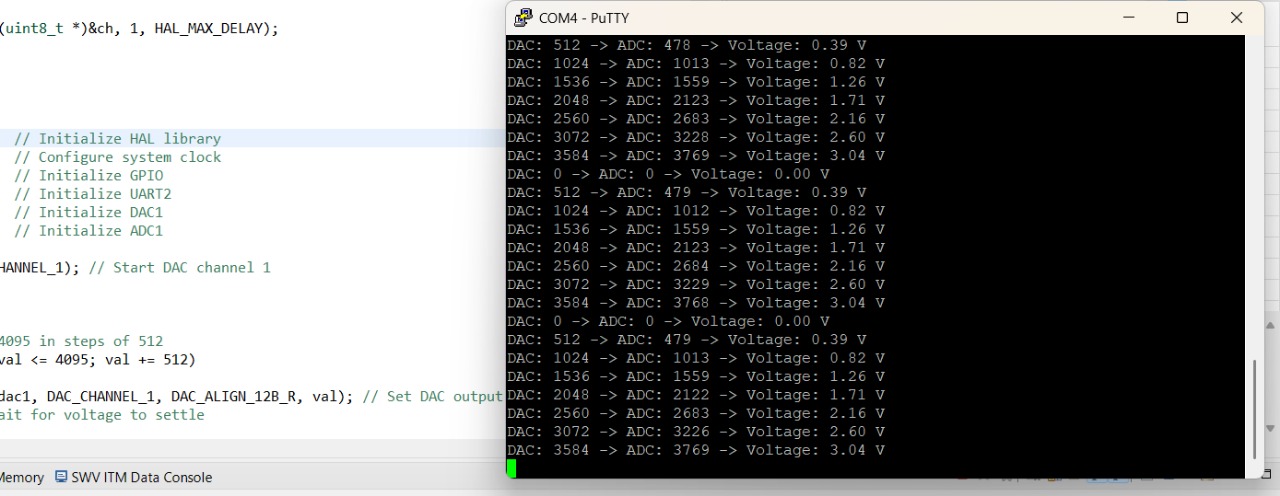 (uint8_t *)&ch, 1, HAL_MAX_DELAY);
// Initialize HAL library
// Configure system clock
// Initialize GPIO
// Initialize UART2
// Initialize DAC1
// Initialize ADC1
HANNEL_1); // Start DAC channel 1
4095 in steps of 512
val <= 4095; val += 512)
dac1, DAC_CHANNEL_1, DAC_ALIGN_12B_R, val); // Set DAC output
ait for voltage to settle
Memory SWV ITM Data Console
COM4 - PuTTY
DAC: 512 -> ADC: 478 -> Voltage: 0.39 V
DAC: 1024 -> ADC: 1013 -> Voltage: 0.82 V
DAC: 1536 -> ADC: 1559 -> Voltage: 1.26 V
DAC: 2048 -> ADC: 2123 -> Voltage: 1.71 V
DAC: 2560 -> ADC: 2683 -> Voltage: 2.16 V
DAC: 3072 -> ADC: 3228 -> Voltage: 2.60 V
DAC: 3584 -> ADC: 3769 -> Voltage: 3.04 V
DAC: 0 -> ADC: 0 -> Voltage: 0.00 V
DAC: 512 -> ADC: 479 -> Voltage: 0.39 V
DAC: 1024 -> ADC: 1012 -> Voltage: 0.82 V
DAC: 1536 -> ADC: 1559 -> Voltage: 1.26 V
DAC: 2048 -> ADC: 2123 -> Voltage: 1.71 V
DAC: 2560 -> ADC: 2684 -> Voltage: 2.16 V
DAC: 3072 -> ADC: 3229 -> Voltage: 2.60 V
DAC: 3584 -> ADC: 3768 -> Voltage: 3.04 V
DAC: 0 -> ADC: 0 -> Voltage: 0.00 V
DAC: 512 -> ADC: 479 -> Voltage: 0.39 V
DAC: 1024 -> ADC: 1013 -> Voltage: 0.82 V
DAC: 1536 -> ADC: 1559 -> Voltage: 1.26 V
DAC: 2048 -> ADC: 2122 -> Voltage: 1.71 V
DAC: 2560 -> ADC: 2683 -> Voltage: 2.16 V
DAC: 3072 -> ADC: 3226 -> Voltage: 2.60 V
DAC: 3584 -> ADC: 3769 -> Voltage: 3.04 V